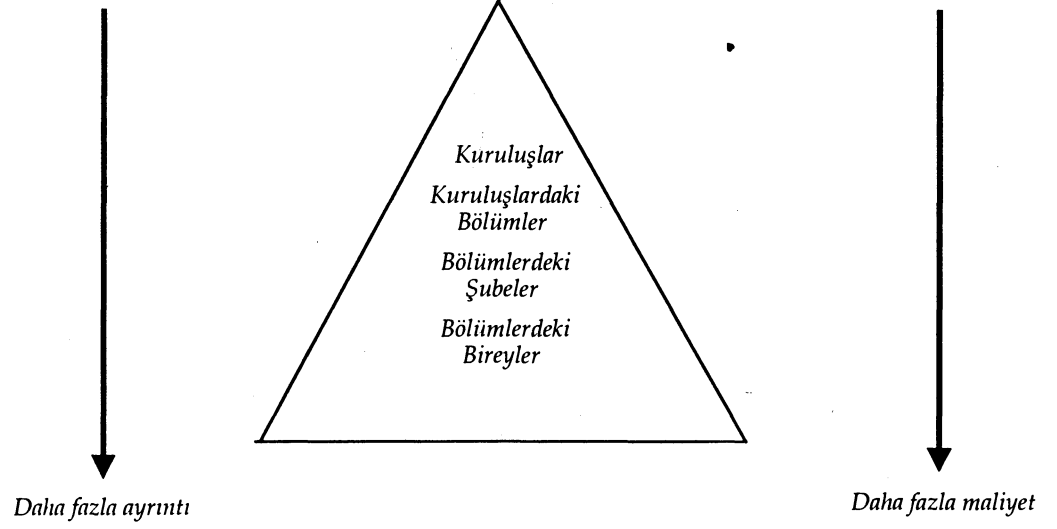 Kuruluşlar
Kuruluşlardaki
Bölümler
Bölümlerdeki
Şubeler
Bölümlerdeki
Bireyler
Daha fazla ayrıntı
Daha fazla maliyet